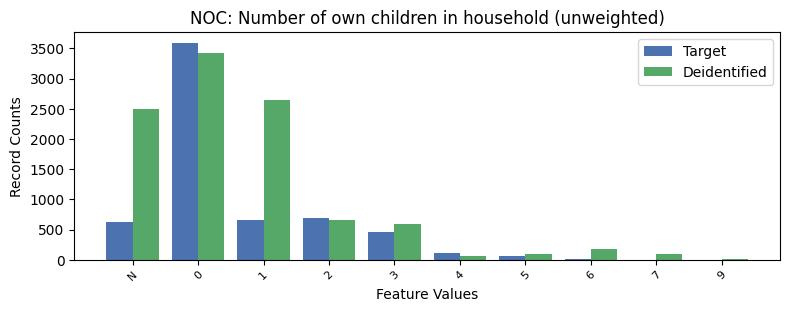 NOC: Number of own children in household (unweighted)
Target
Deidentified
Record Counts
3500
3000
2500
2000
1500
1000
500
0
N 0 1 2 3 4 5 6 7 9
Feature Values